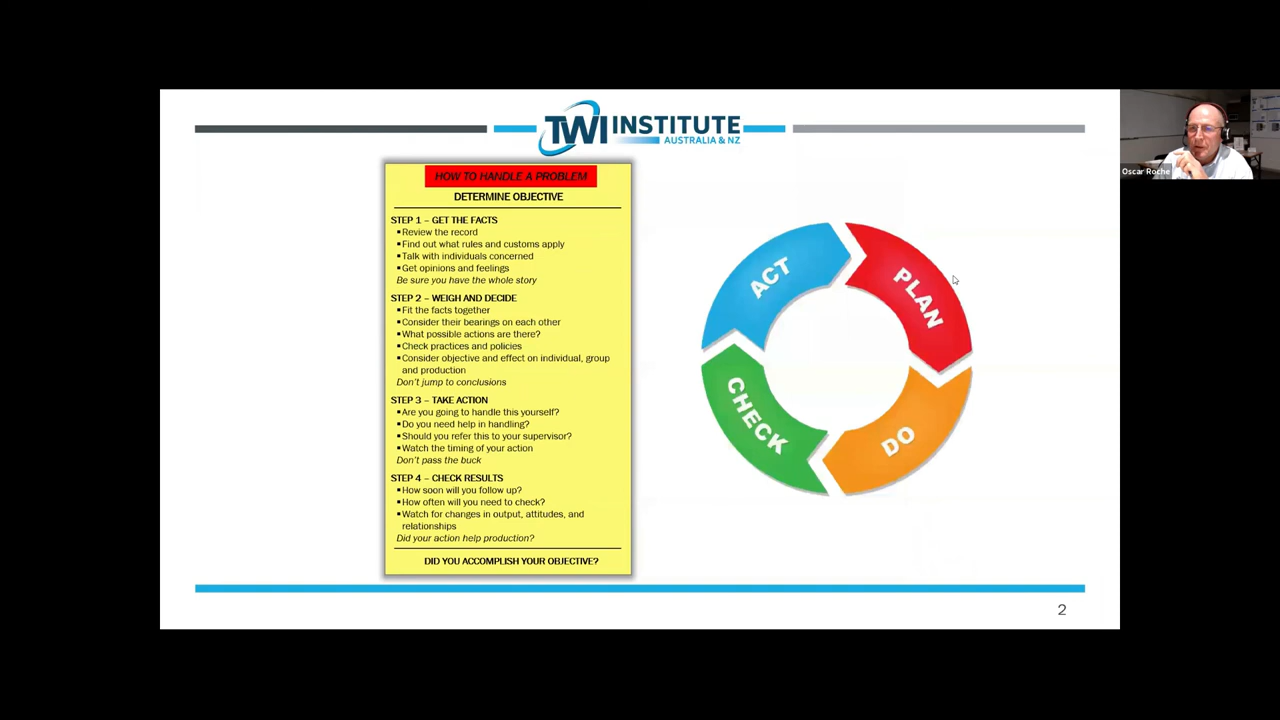 TWI INSTITUTE
AUSTRALIA & NZ
HOW TO HANDLE A PROBLEM
DETERMINE OBJECTIVE
STEP 1 – GET THE FACTS
▪Review the record
▪Find out what rules and customs apply
▪Talk with individuals concerned
▪Get opinions and feelings
Be sure you have the whole story
STEP 2 – WEIGH AND DECIDE
▪Fit the facts together
▪Consider their bearings on each other
▪What possible actions are there?
▪Check practices and policies
▪Consider objective and effect on individual, group
and production
Don't jump to conclusions
STEP 3 – TAKE ACTION
▪Are you going to handle this yourself?
▪Do you need help in handling?
▪Should you refer this to your supervisor?
▪Watch the timing of your action
Don't pass the buck
STEP 4 – CHECK RESULTS
▪How soon will you follow up?
▪How often will you need to check?
▪Watch for changes in output, attitudes, and
relationships
Did your action help production?
DID YOU ACCOMPLISH YOUR OBJECTIVE?
PLAN
DO
CHECK
ACT
2
Oscar Roche